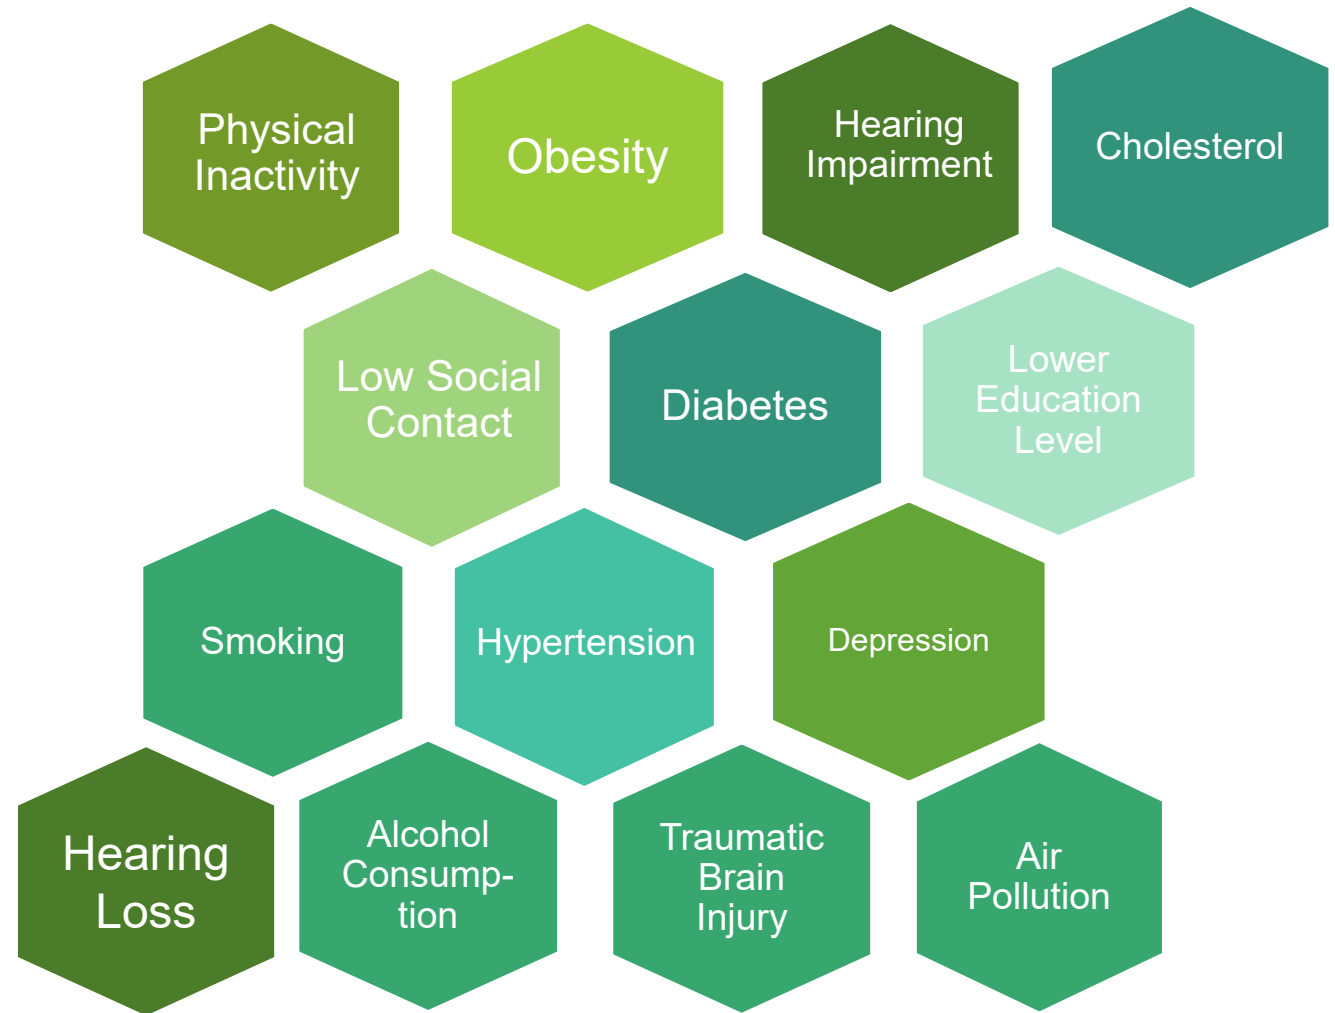 Physical
Inactivity
Obesity
Hearing
Impairment
Cholesterol
Low Social
Contact
Diabetes
Lower
Education
Level
Smoking
Hypertension
Depression
Hearing
Loss
Alcohol
Consump-
tion
Traumatic
Brain
Injury
Air
Pollution